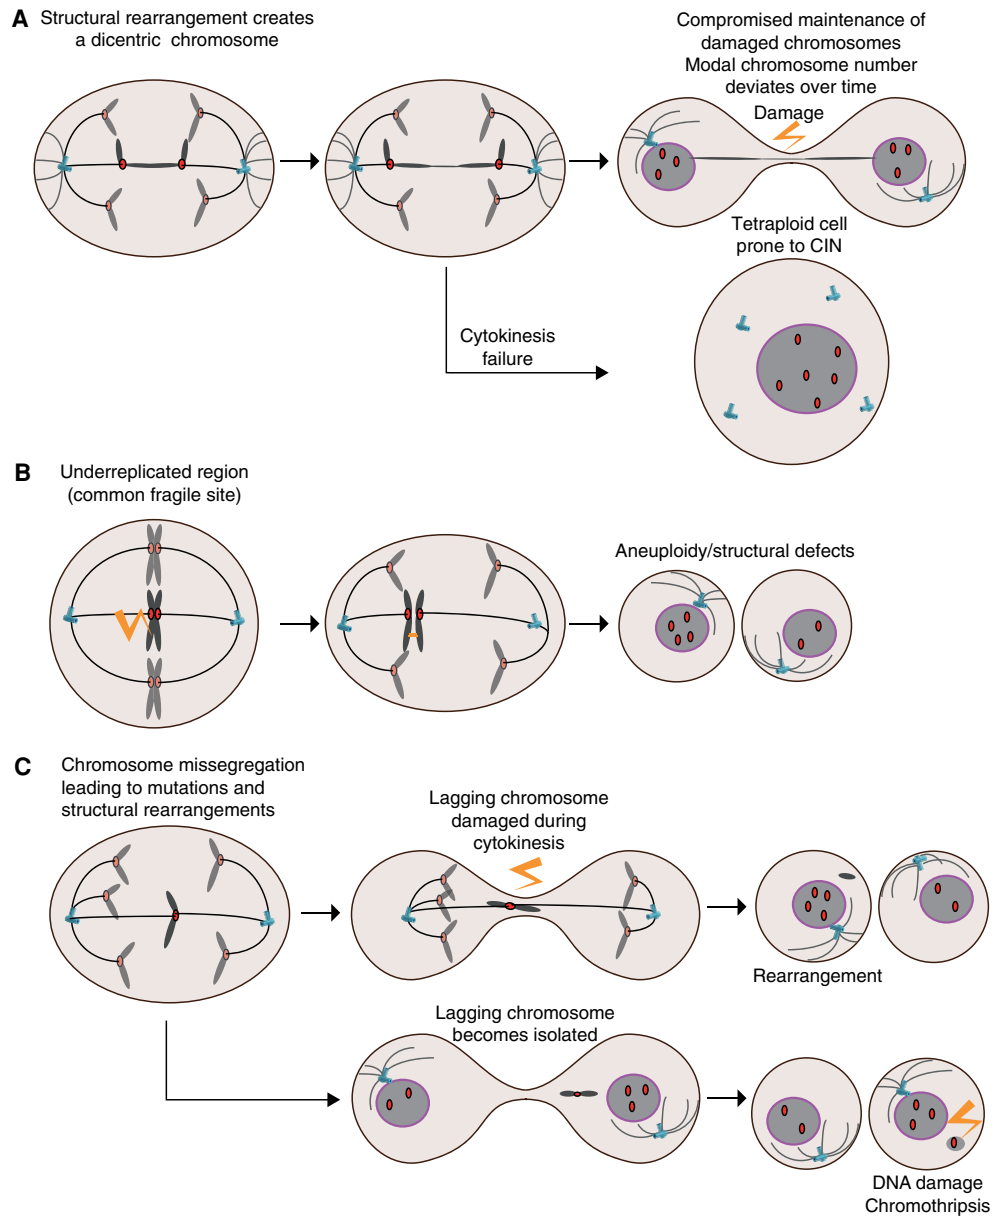 A
Structural rearrangement creates
a dicentric chromosome
Compromised maintenance of
damaged chromosomes
Modal chromosome number
deviates over time
Damage
Tetraploid cell
prone to CIN
Cytokinesis
failure
B
Underreplicated region
(common fragile site)
Aneuploidy/structural defects
C
Chromosome missegregation
leading to mutations and
structural rearrangements
Lagging chromosome
damaged during
cytokinesis
Rearrangement
Lagging chromosome
becomes isolated
DNA damage
Chromothripsis